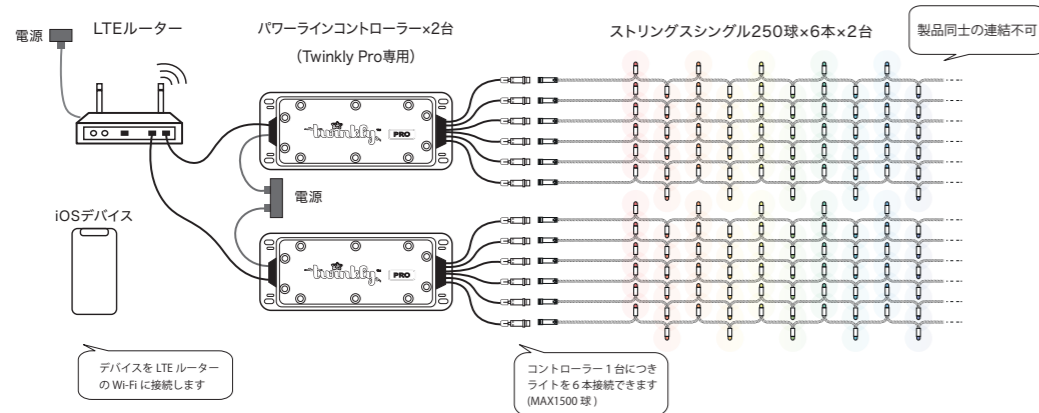 電源
LTEルーター
パワーラインコントローラー×2台
（Twinkly Pro専用）
ストリングスシングル250球×6本×2台
製品同士の連結不可
twinkly
PRO
電源
iOSデバイス
twinkly
PRO
デバイスを LTE ルーター
の Wi-Fi に接続します
コントローラー 1 台につき
ライトを 6 本接続できます
(MAX1500 球 )